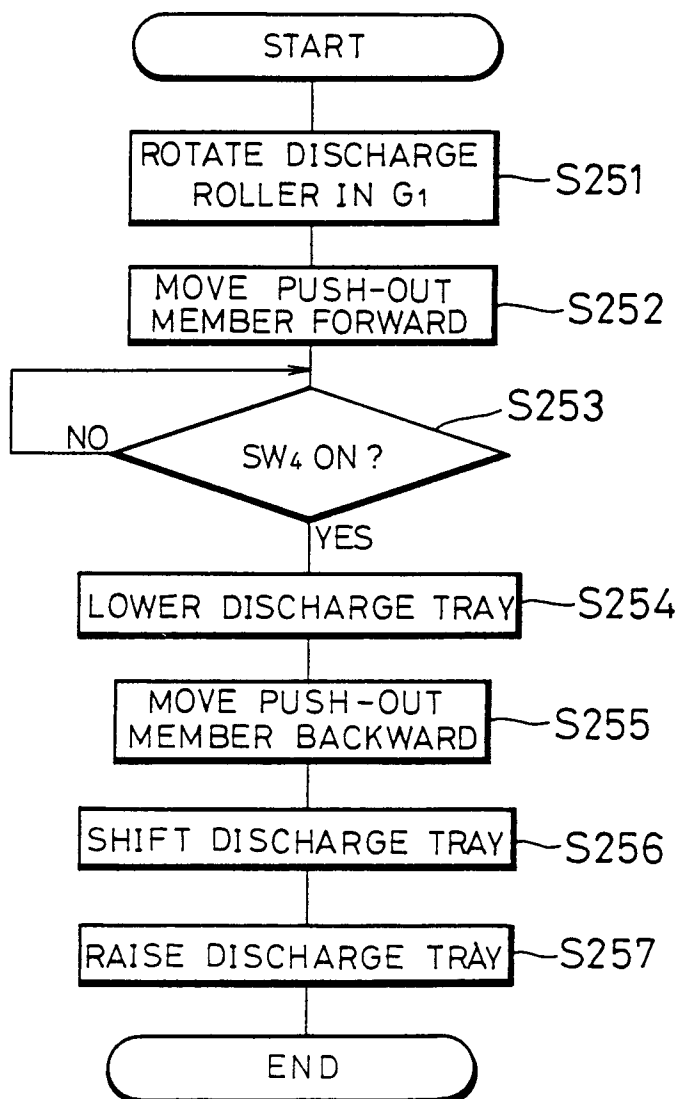 START
ROTATE DISCHARGE
ROLLER IN G1
S251
MOVE PUSH-OUT
MEMBER FORWARD
S252
S253
NO
SW4 ON ?
YES
LOWER DISCHARGE TRAY
S254
MOVE PUSH-OUT
MEMBER BACKWARD
S255
SHIFT DISCHARGE TRAY
S256
RAISE DISCHARGE TRAY
S257
END